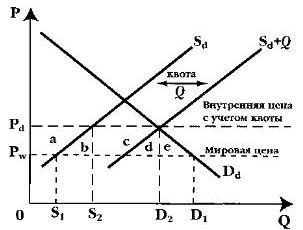 P
S_d
S_d+Q
квота
Q
Внутренняя цена
с учетом квоты
P_d
a
b
c
d
e
P_w
Мировая цена
D_d
0
S_1
S_2
D_2
D_1
Q